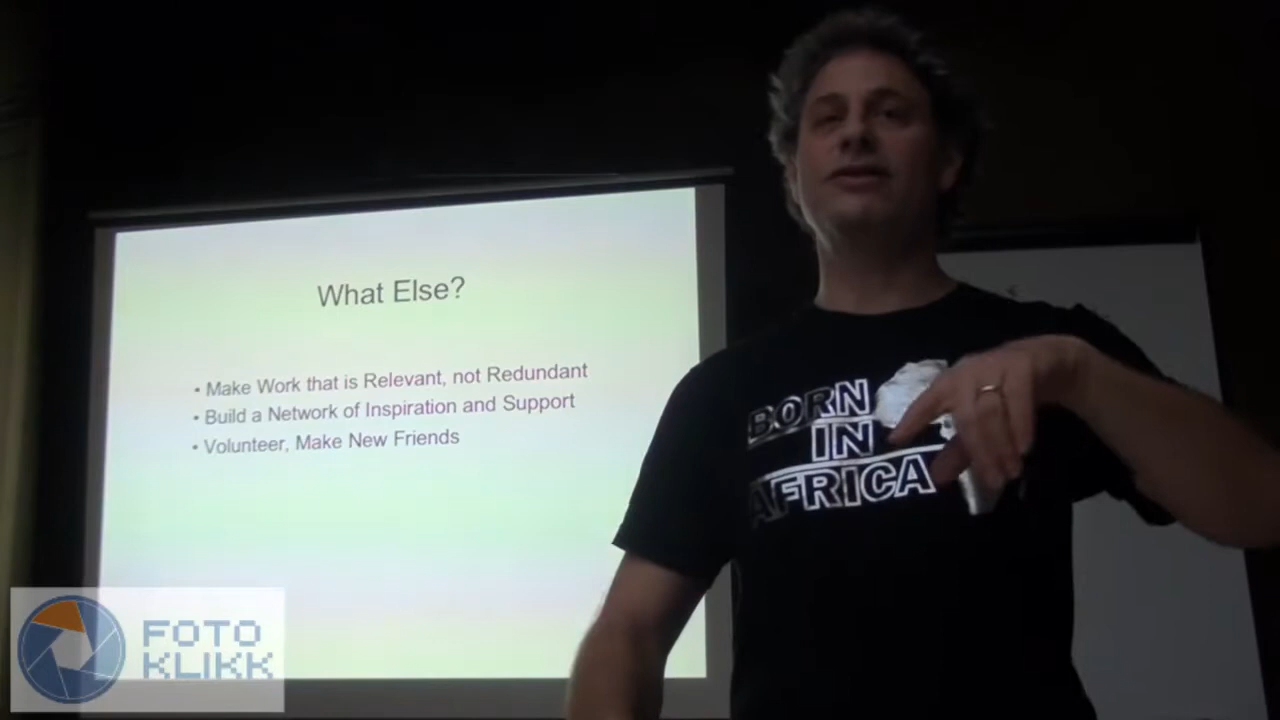 What Else?
• Make Work that is Relevant, not Redundant
• Build a Network of Inspiration and Support
• Volunteer, Make New Friends
BORN
IN
AFRICA
FOTO
KLIKK